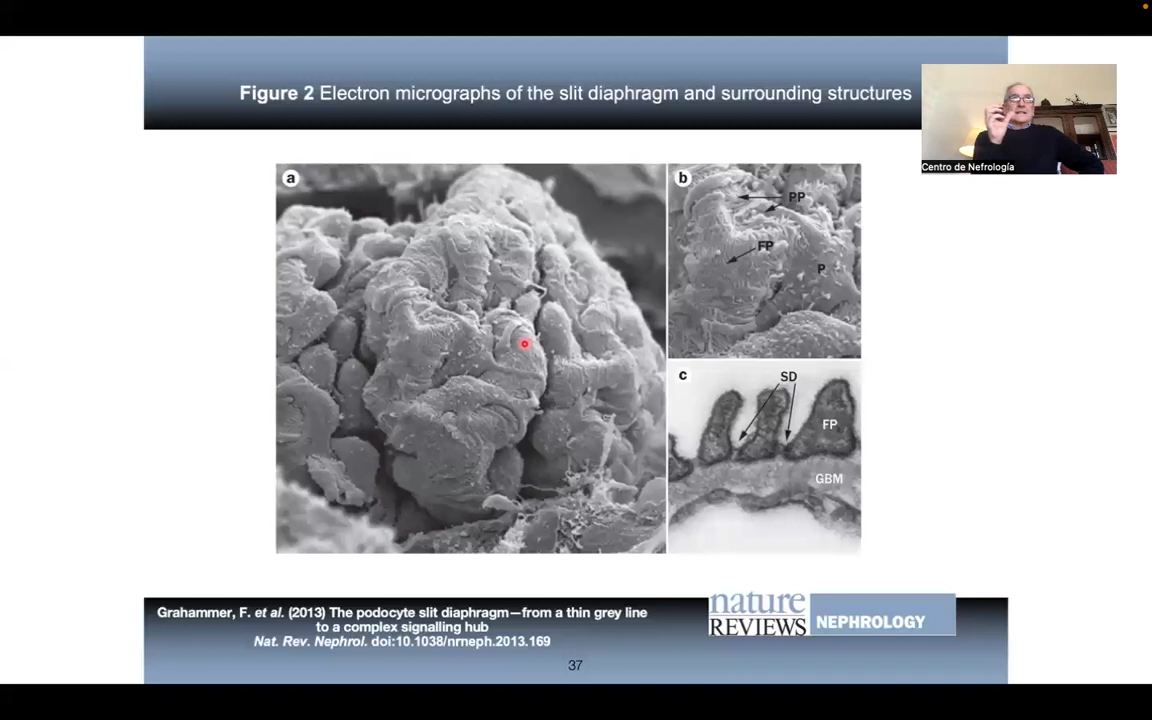 Figure 2 Electron micrographs of the slit diaphragm and surrounding structures
Centro de Nefrología
a
b
PP
FP
P
c
SD
FP
GBM
Grahammer, F. et al. (2013) The podocyte slit diaphragm—from a thin grey line
to a complex signalling hub
Nat. Rev. Nephrol. doi:10.1038/nrneph.2013.169
nature
REVIEWS NEPHROLOGY
37